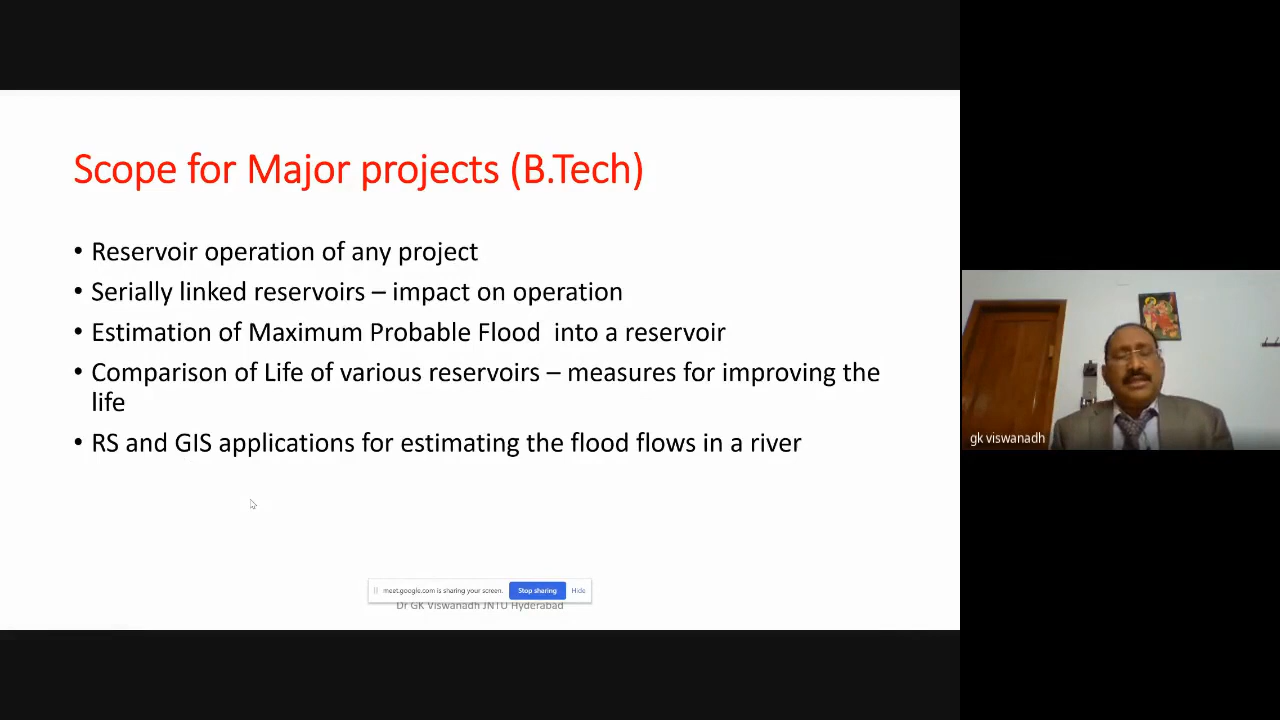 Scope for Major projects (B.Tech)
• Reservoir operation of any project
• Serially linked reservoirs – impact on operation
• Estimation of Maximum Probable Flood into a reservoir
• Comparison of Life of various reservoirs – measures for improving the
life
• RS and GIS applications for estimating the flood flows in a river
meet.google.com is sharing your screen. Stop sharing Hide
Dr GK Viswanadh JNTU Hyderabad
gk viswanadh